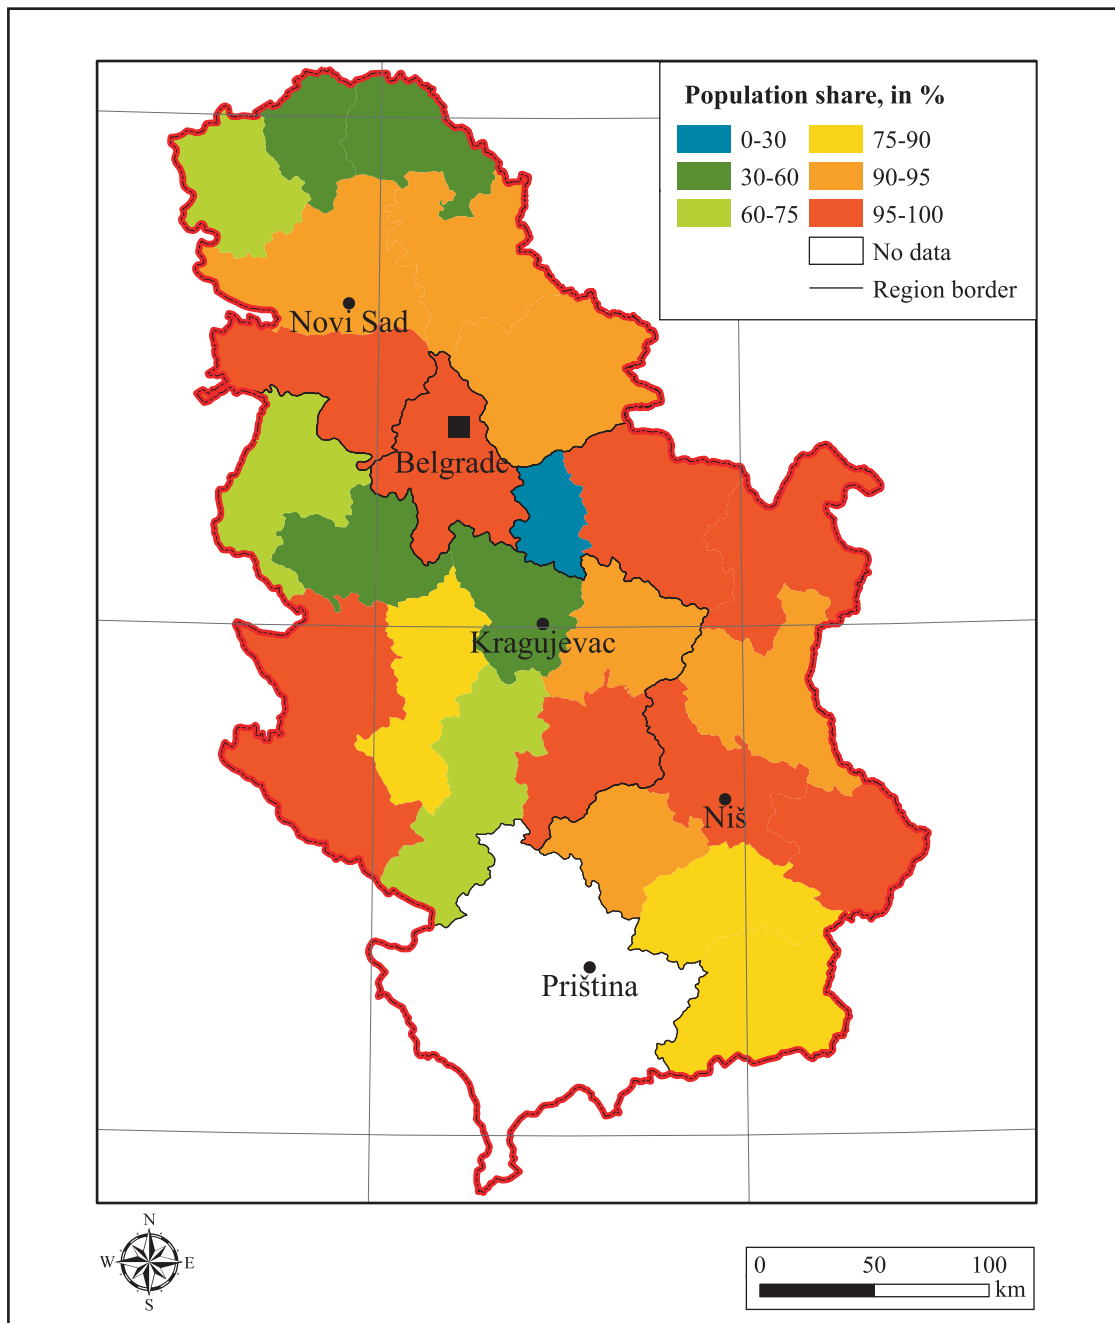 Population share, in %
0-30 75-90
30-60 90-95
60-75 95-100
No data
Region border
Novi Sad
Belgrade
Kragujevac
Niš
Priština
N
W E
S
0 50 100
km